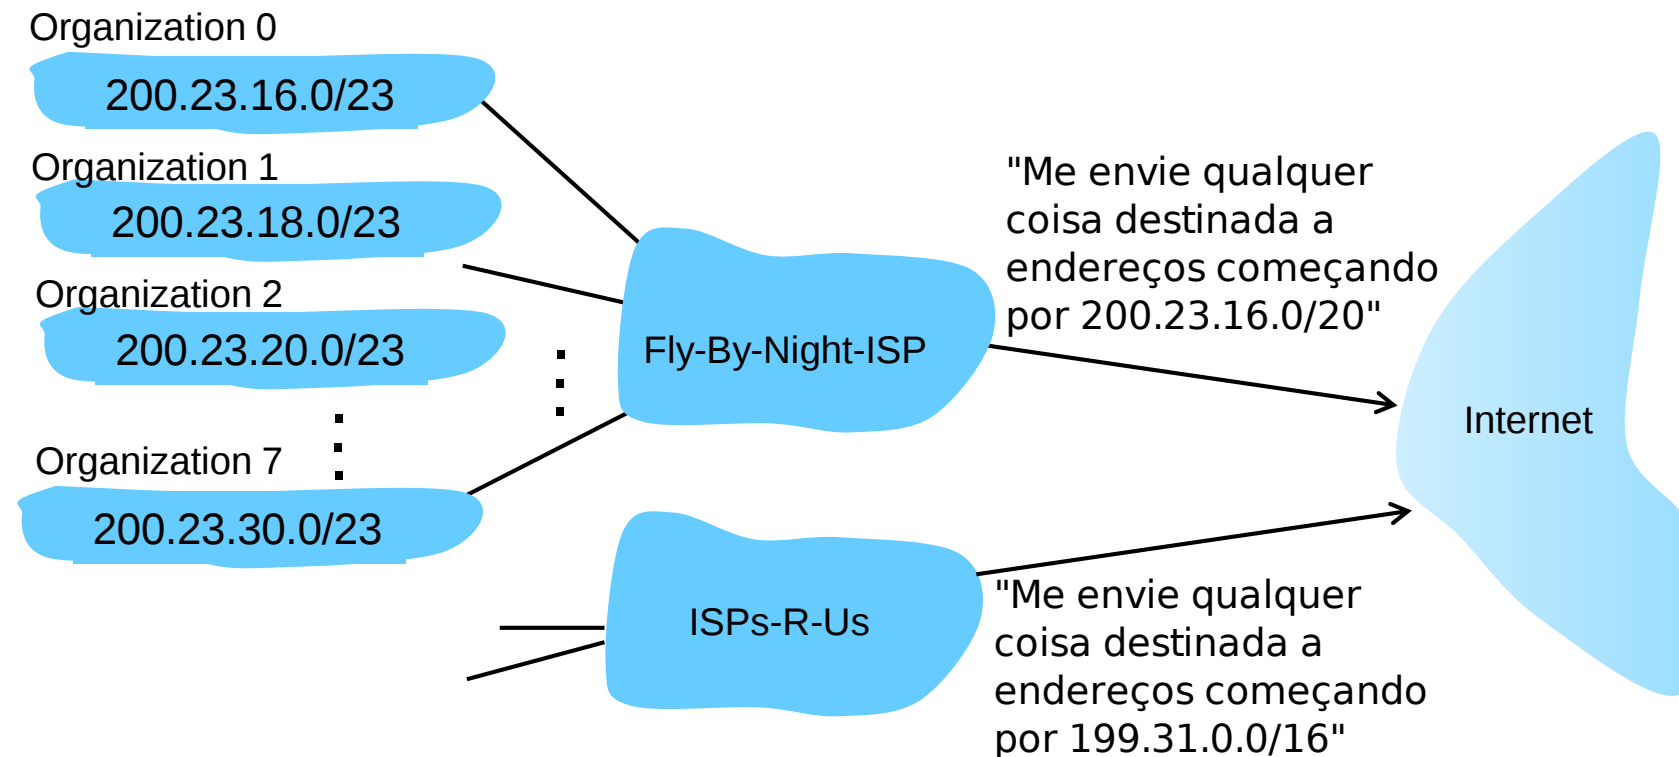 Organization 0
200.23.16.0/23
Organization 1
200.23.18.0/23
Organization 2
200.23.20.0/23
Organization 7
200.23.30.0/23
Fly-By-Night-ISP
"Me envie qualquer
coisa destinada a
endereços começando
por 200.23.16.0/20"
Internet
ISPs-R-Us
"Me envie qualquer
coisa destinada a
endereços começando
por 199.31.0.0/16"